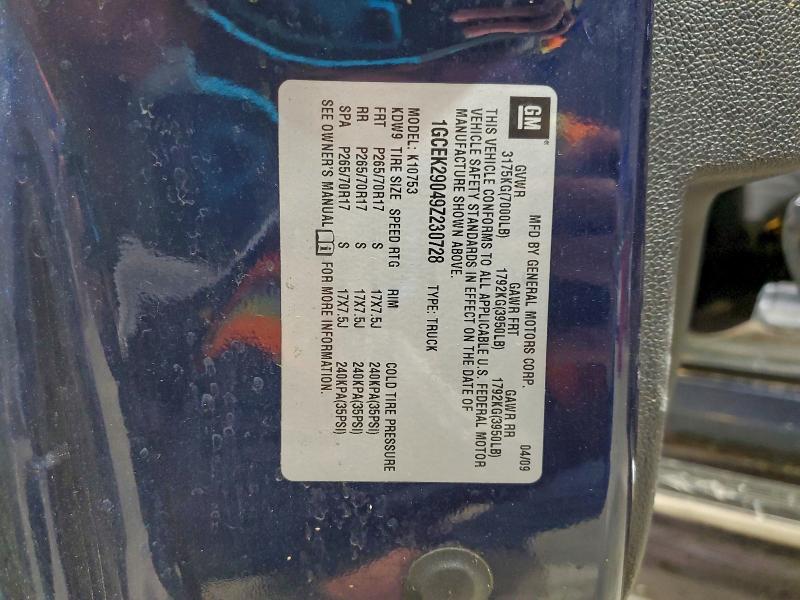 GM
MFD BY GENERAL MOTORS CORP. 04/09
GVWR GAWR FRT GAWR RR
3175KG(7000LB) 1792KG(3950LB) 1792KG(3950LB)
THIS VEHICLE CONFORMS TO ALL APPLICABLE U.S. FEDERAL MOTOR
VEHICLE SAFETY STANDARDS IN EFFECT ON THE DATE OF
MANUFACTURE SHOWN ABOVE.
1GCEK29049Z230728 TYPE: TRUCK
MODEL: K10753
KDW9 TIRE SIZE SPEED RTG RIM COLD TIRE PRESSURE
FRT P265/70R17 S 17X7.5J 240KPA(35PSI)
RR P265/70R17 S 17X7.5J 240KPA(35PSI)
SPA P265/70R17 S 17X7.5J 240KPA(35PSI)
SEE OWNER'S MANUAL FOR MORE INFORMATION.